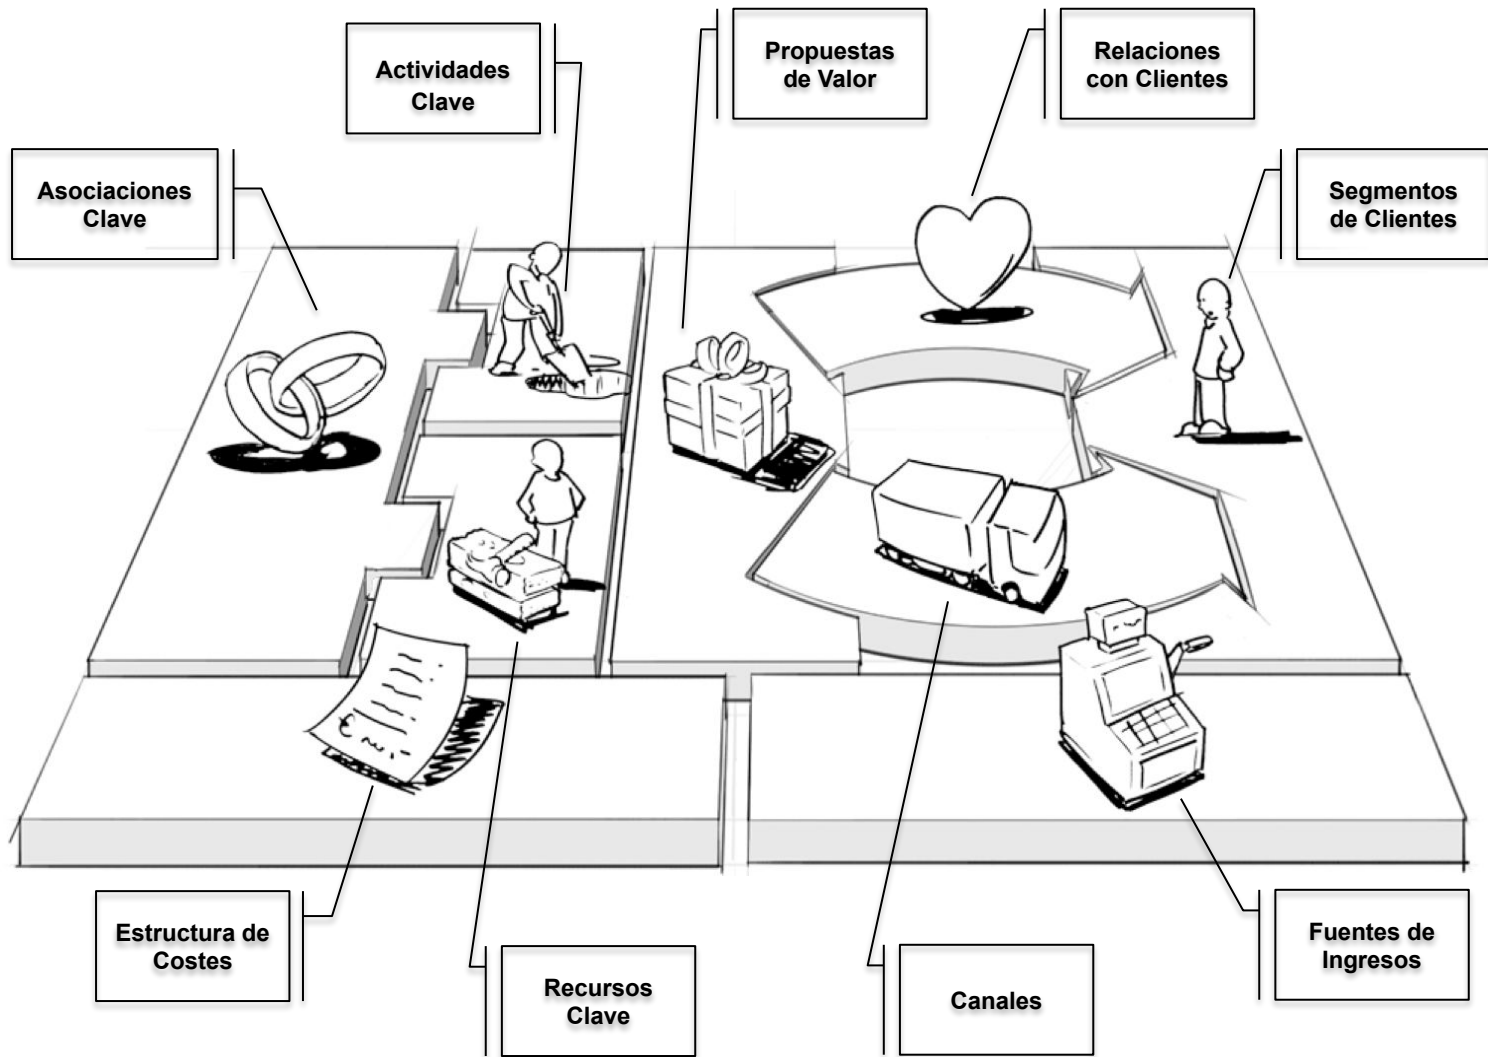 Actividades
Clave
Propuestas
de Valor
Relaciones
con Clientes
Asociaciones
Clave
Segmentos
de Clientes
Estructura de
Costes
Recursos
Clave
Canales
Fuentes de
Ingresos